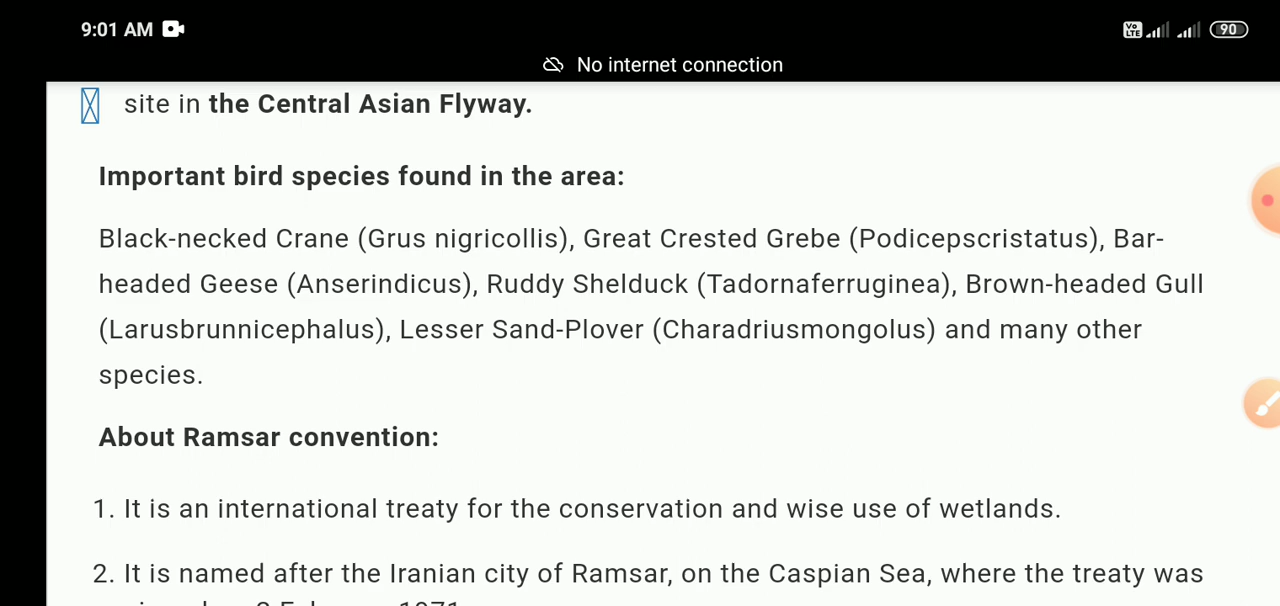 9:01 AM
Vo LTE
90
No internet connection
site in the Central Asian Flyway.
Important bird species found in the area:
Black-necked Crane (Grus nigricollis), Great Crested Grebe (Podicepscristatus), Bar-
headed Geese (Anserindicus), Ruddy Shelduck (Tadornaferruginea), Brown-headed Gull
(Larusbrunnicephalus), Lesser Sand-Plover (Charadriusmongolus) and many other
species.
About Ramsar convention:
1. It is an international treaty for the conservation and wise use of wetlands.
2. It is named after the Iranian city of Ramsar, on the Caspian Sea, where the treaty was